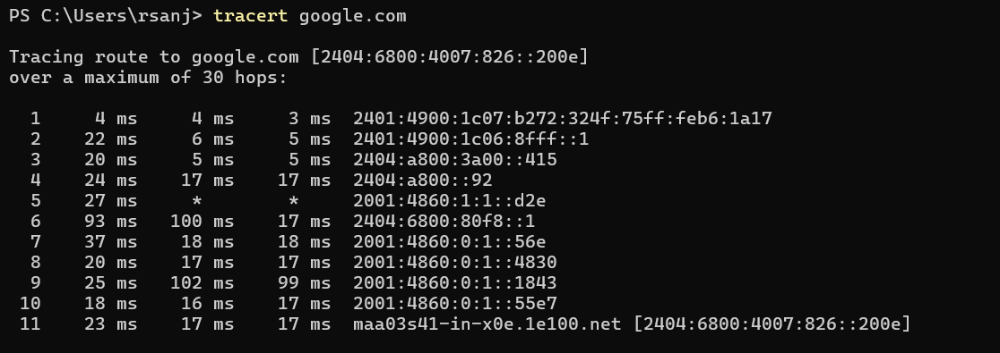 PS C:\Users\rsanj> tracert google.com
Tracing route to google.com [2404:6800:4007:826::200e]
over a maximum of 30 hops:
1 4 ms 4 ms 3 ms 2401:4900:1c07:b272:324f:75ff:feb6:1a17
2 22 ms 6 ms 5 ms 2401:4900:1c06:8fff::1
3 20 ms 5 ms 5 ms 2404:a800:3a00::415
4 24 ms 17 ms 17 ms 2404:a800::92
5 27 ms * * 2001:4860:1:1::d2e
6 93 ms 100 ms 17 ms 2404:6800:80f8::1
7 37 ms 18 ms 18 ms 2001:4860:0:1::56e
8 20 ms 17 ms 17 ms 2001:4860:0:1::4830
9 25 ms 102 ms 99 ms 2001:4860:0:1::1843
10 18 ms 16 ms 17 ms 2001:4860:0:1::55e7
11 23 ms 17 ms 17 ms maa03s41-in-x0e.1e100.net [2404:6800:4007:826::200e]